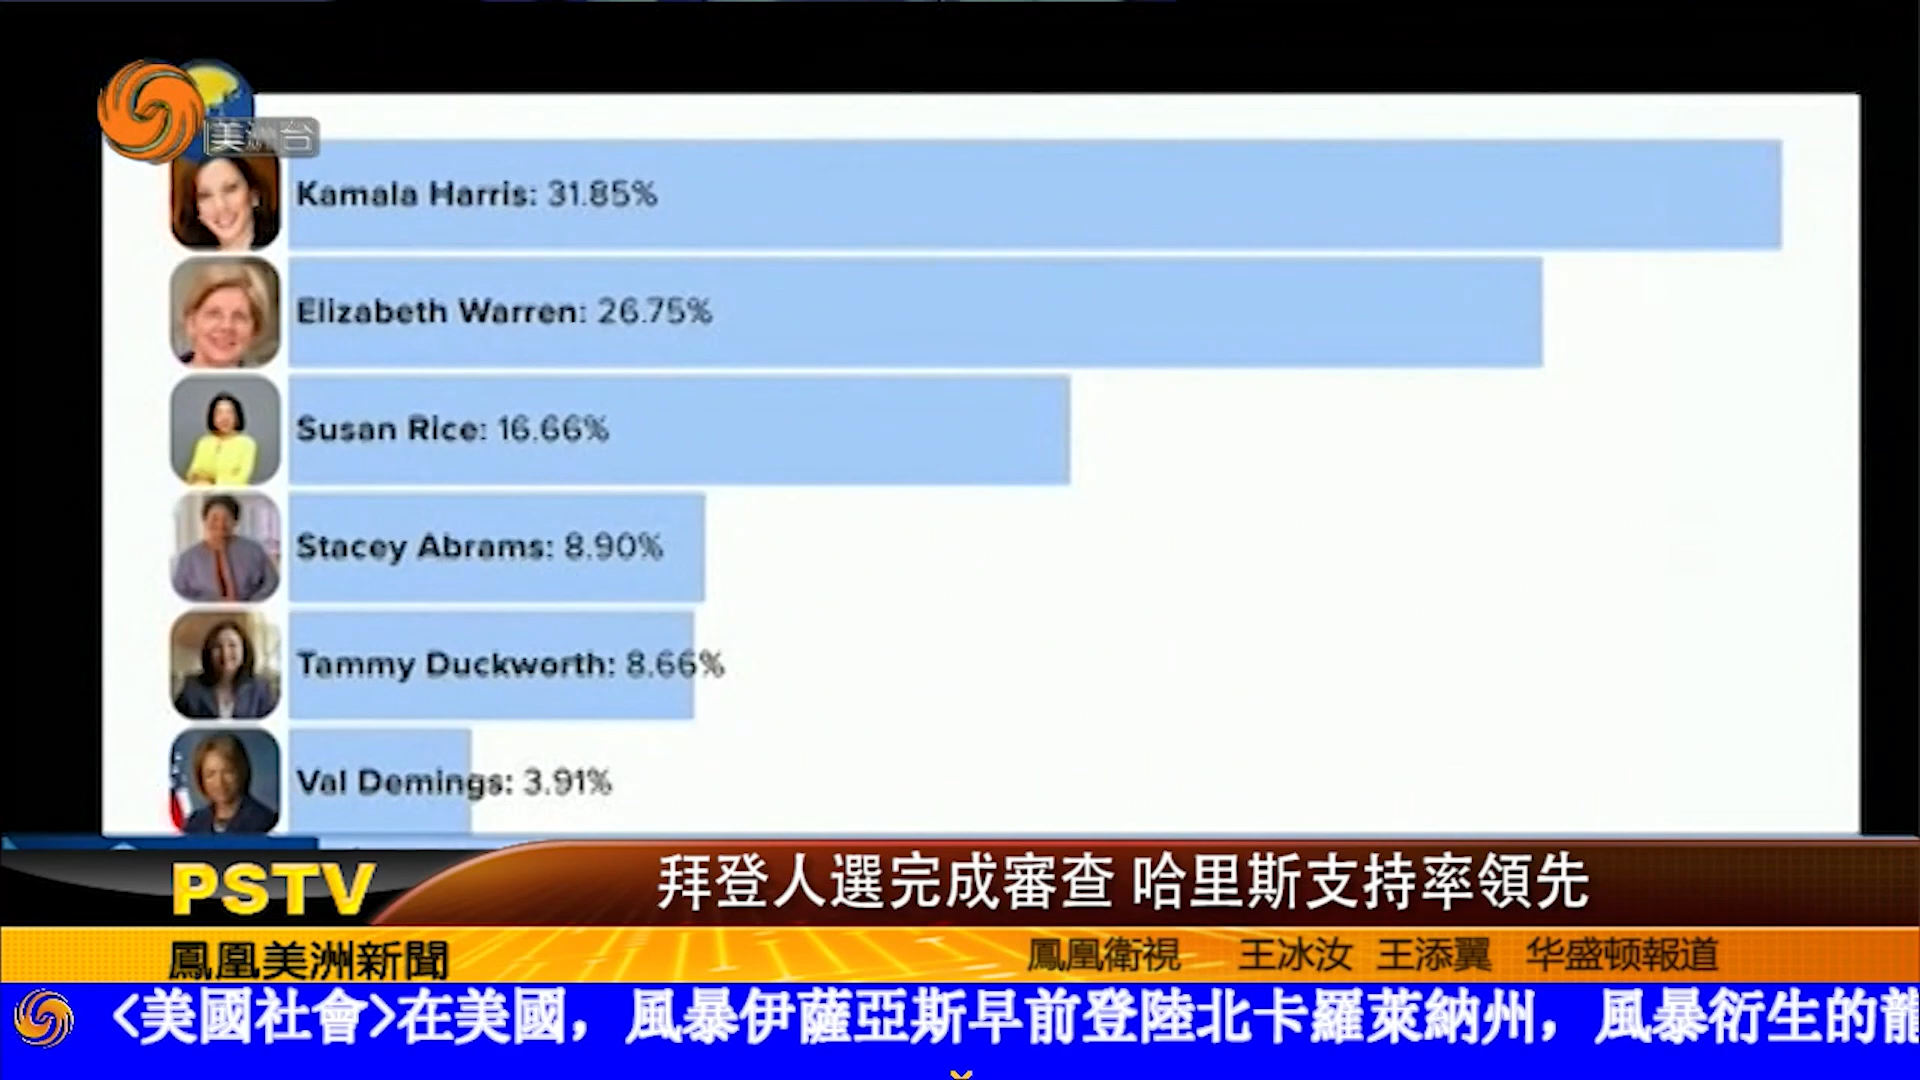 美洲台
Kamala Harris: 31.85%
Elizabeth Warren: 26.75%
Susan Rice: 16.66%
Stacey Abrams: 8.90%
Tammy Duckworth: 8.66%
Val Demings: 3.91%
PSTV
拜登人選完成審查 哈里斯支持率領先
鳳凰美洲新聞
鳳凰衛視 王冰汝 王添翼 华盛顿報道
<美國社會>在美國，風暴伊薩亞斯早前登陸北卡羅萊納州，風暴衍生的龍